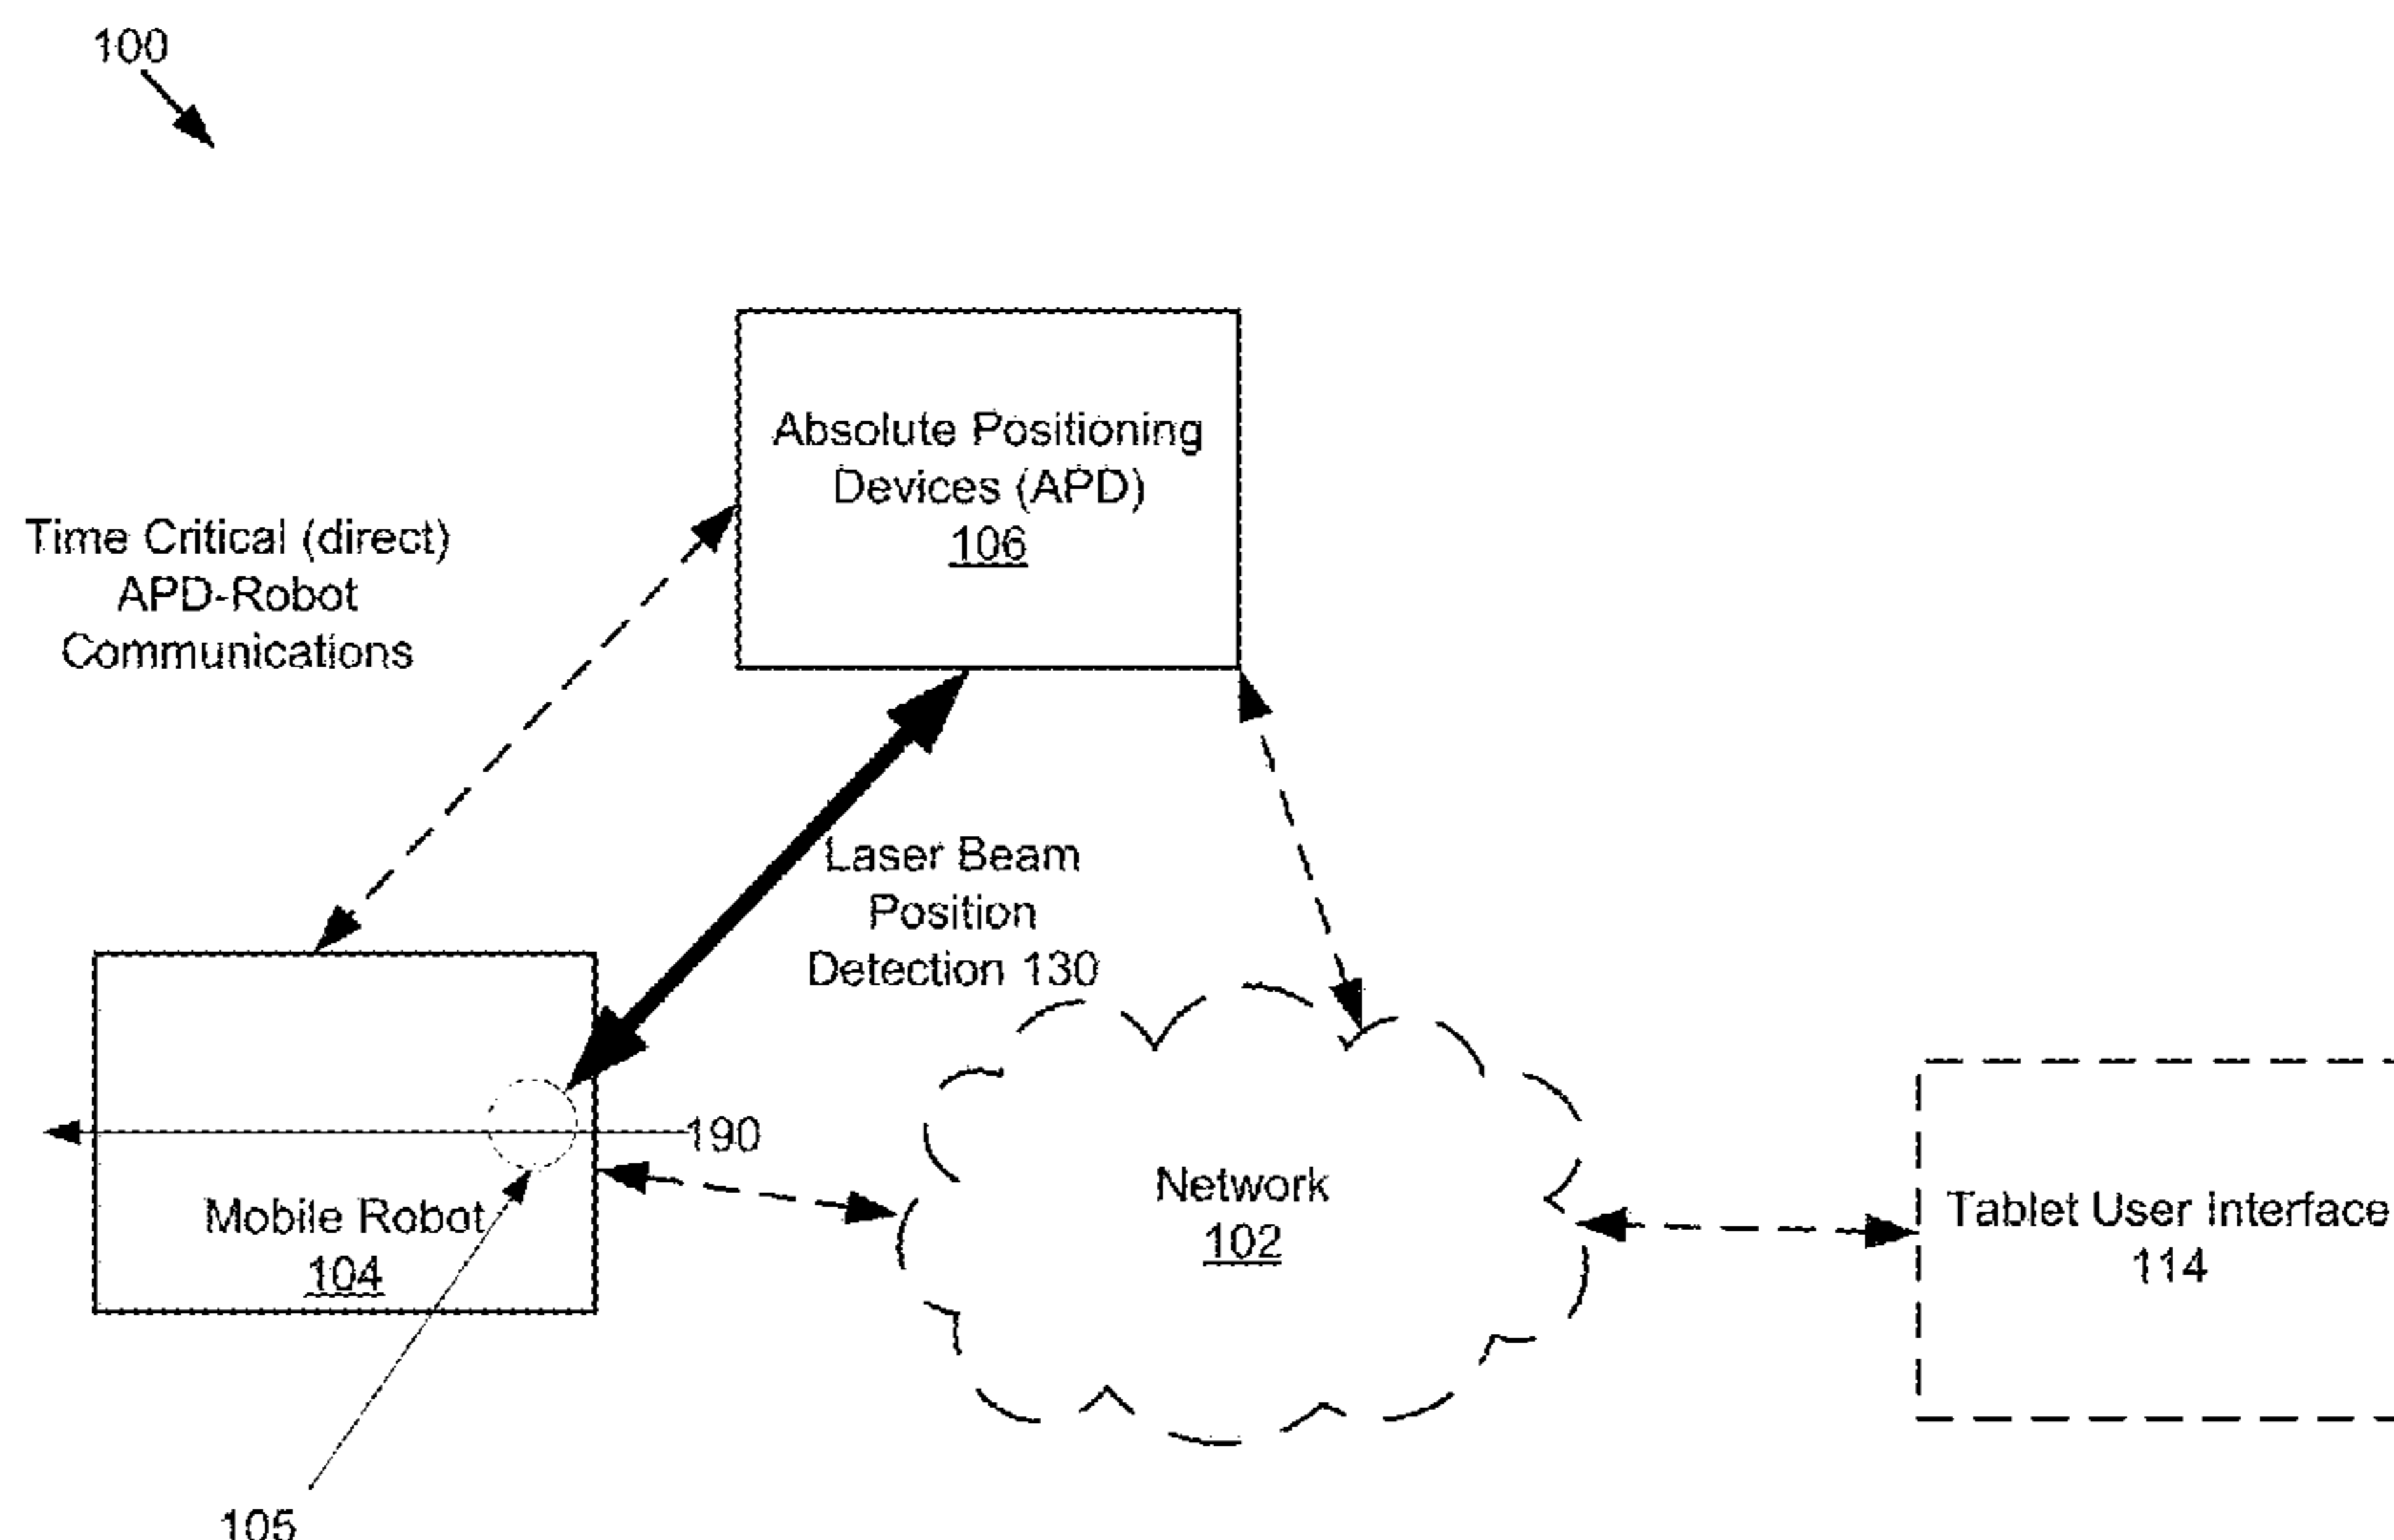 100
Absolute Positioning
Devices (APD)
106
Time Critical (direct)
APD-Robot
Communications
Laser Beam
Position
Detection 130
190
Mobile Robot
104
Network
102
Tablet User Interface
114
105